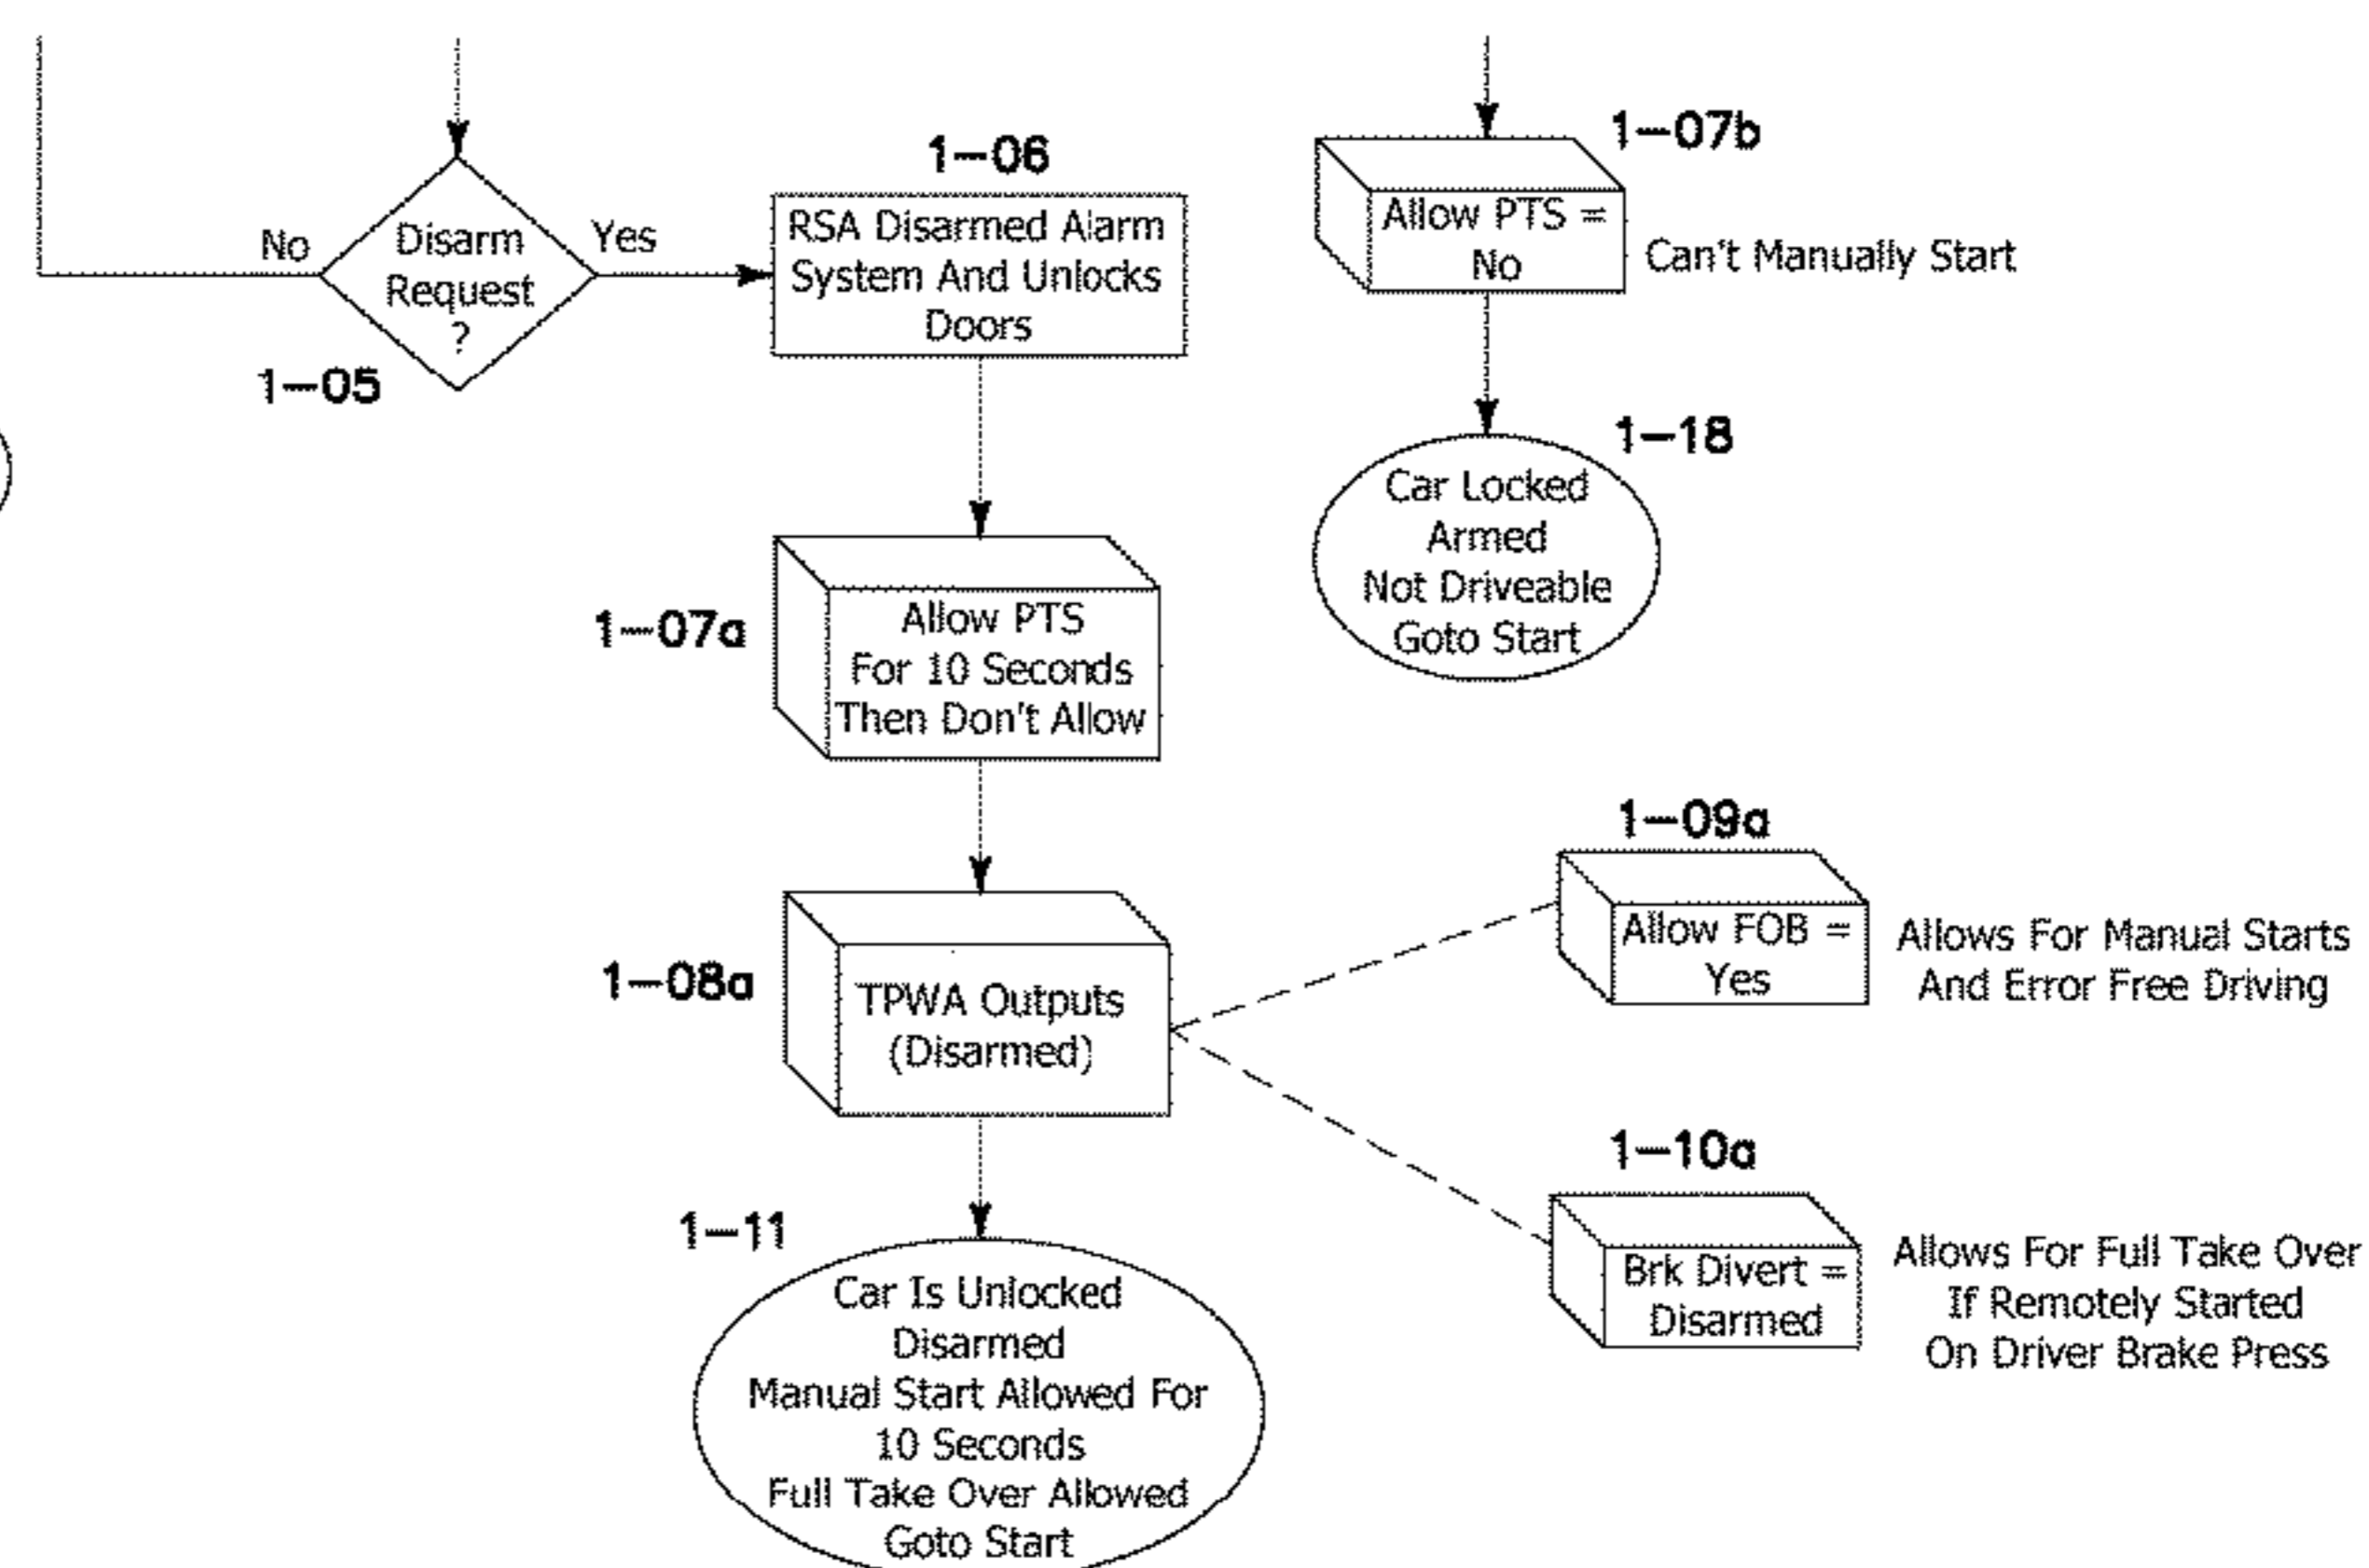 1-05
No
Disarm
Request
?
Yes
1-06
RSA Disarmed Alarm
System And Unlocks
Doors
1-07b
Allow PTS =
No
Can't Manually Start
1-18
Car Locked
Armed
Not Driveable
Goto Start
1-07a
Allow PTS
For 10 Seconds
Then Don't Allow
1-08a
TPWA Outputs
(Disarmed)
1-09a
Allow FOB =
Yes
Allows For Manual Starts
And Error Free Driving
1-10a
Brk Divert =
Disarmed
Allows For Full Take Over
If Remotely Started
On Driver Brake Press
1-11
Car Is Unlocked
Disarmed
Manual Start Allowed For
10 Seconds
Full Take Over Allowed
Goto Start